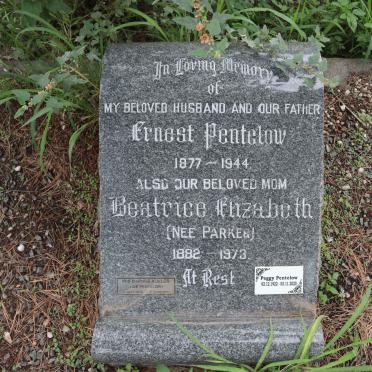 In Loving Memory
of
MY BELOVED HUSBAND AND OUR FATHER
Ernest Pentelow
1877 - 1944
ALSO OUR BELOVED MOM
Beatrice Elizabeth
(NEE PARKER)
1882 - 1973.
At Rest
Peggy Pentelow